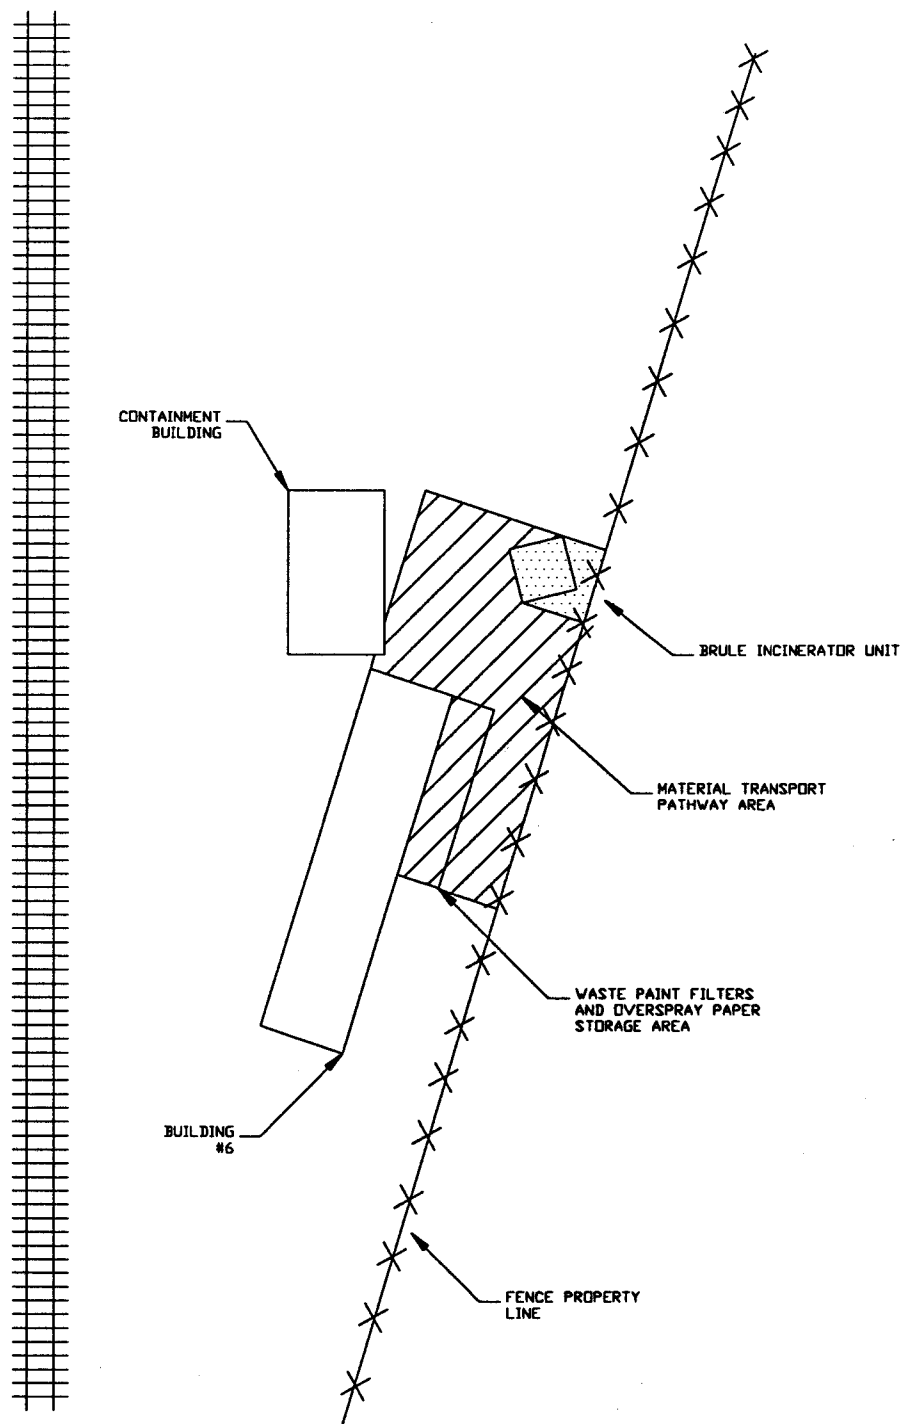 CONTAINMENT
BUILDING
BRULE INCINERATOR UNIT
MATERIAL TRANSPORT
PATHWAY AREA
WASTE PAINT FILTERS
AND OVERSPRAY PAPER
STORAGE AREA
BUILDING
#6
FENCE PROPERTY
LINE